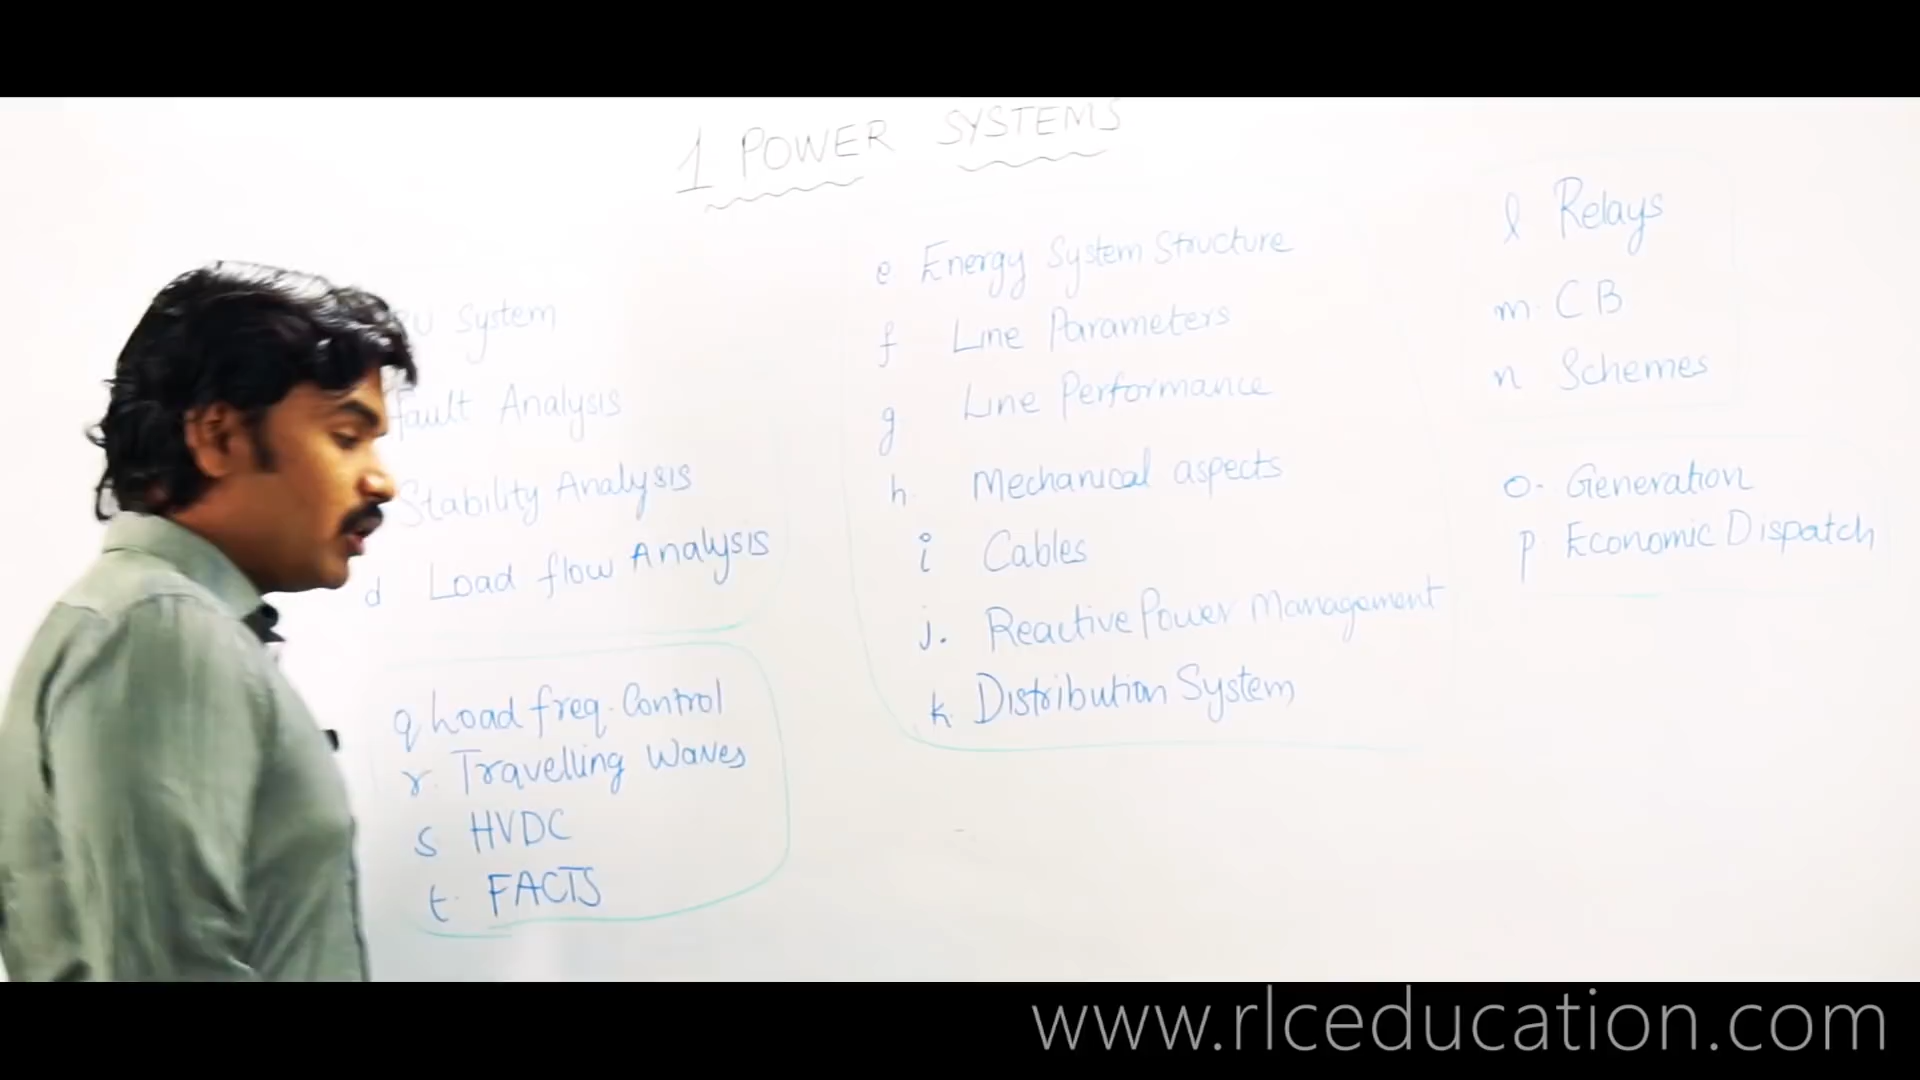 1 POWER SYSTEMS
System
fault Analysis
Stability Analysis
d Load flow Analysis
q Load freq. Control
r. Travelling Waves
s HVDC
t. FACTS
e Energy System Structure
f Line Parameters
g Line Performance
h. Mechanical aspects
i Cables
j. Reactive Power Management
k Distribution System
l Relays
m. CB
n Schemes
o. Generation
p. Economic Dispatch
www.rlceducation.com